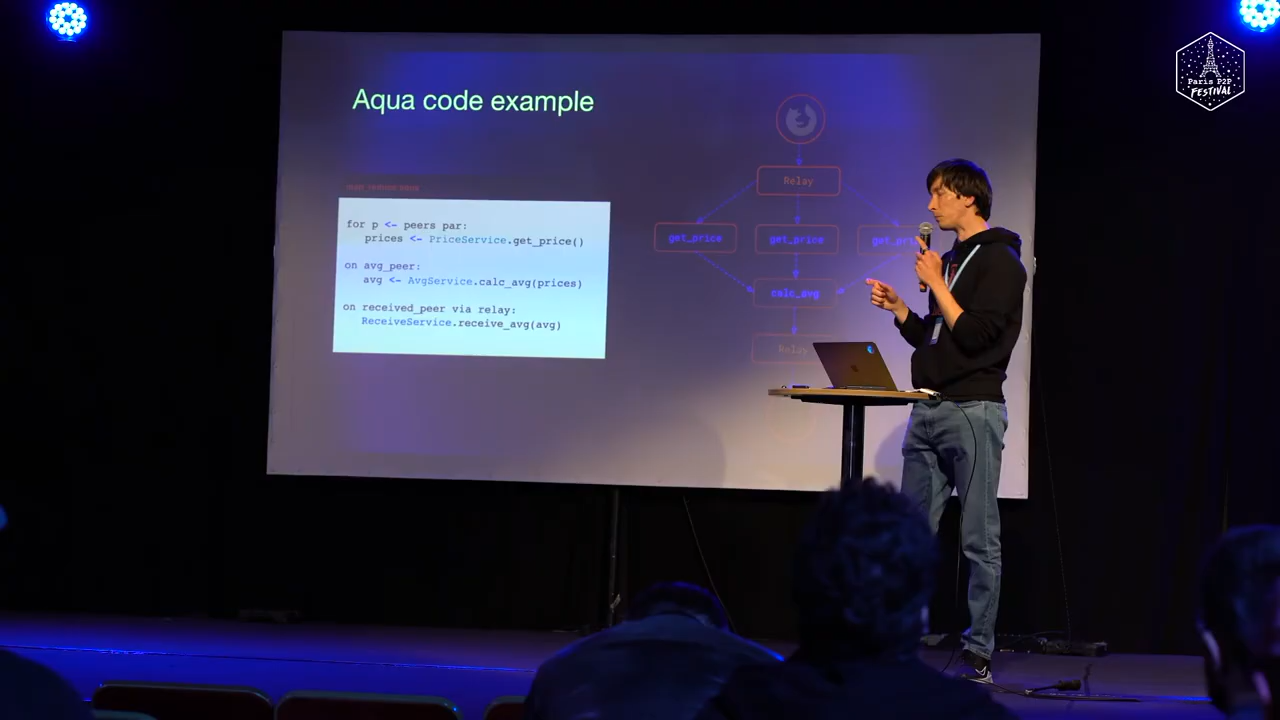 Aqua code example
for p <- peers par:
prices <- PriceService.get_price()
on avg_peer:
avg <- AvgService.calc_avg(prices)
on received_peer via relay:
ReceiveService.receive_avg(avg)
Relay
get_price
get_price
get_pri
calc_avg
Relay
Paris P2P
FESTIVAL